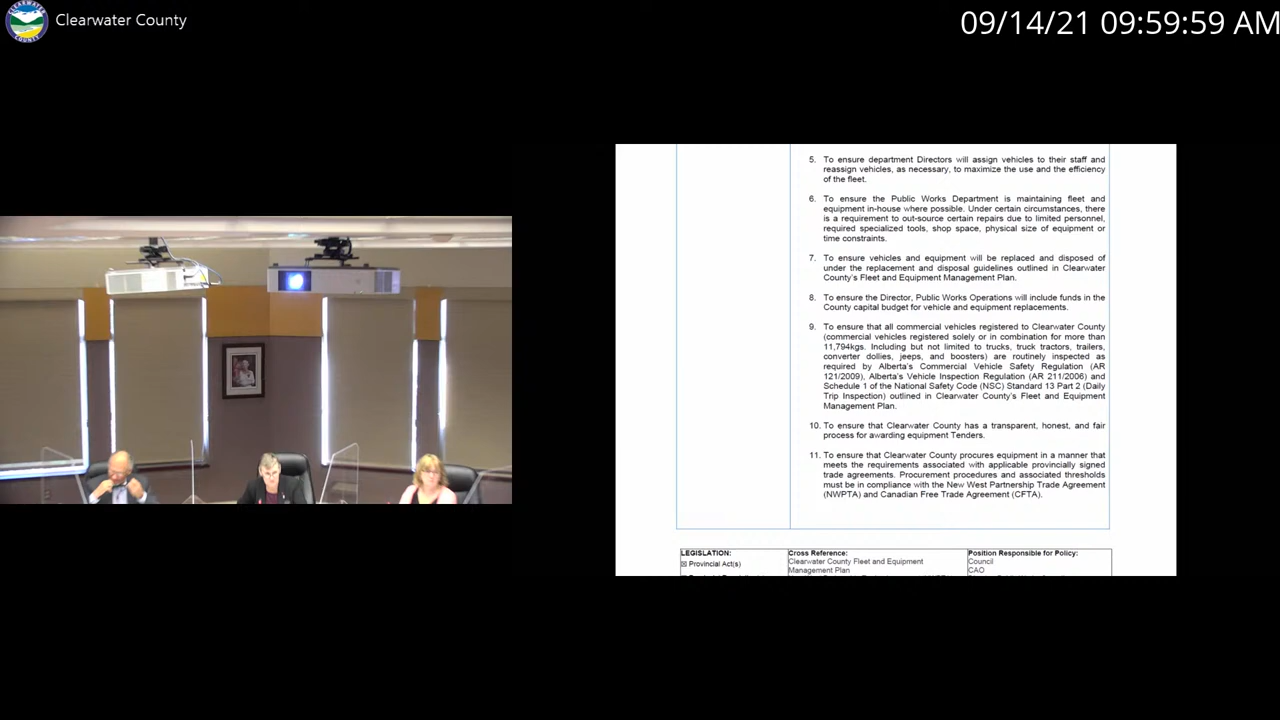 Clearwater County
09/14/21 09:59:59 AM
5. To ensure department Directors will assign vehicles to their staff and
reassign vehicles, as necessary, to maximize the use and the efficiency
of the fleet.
6. To ensure the Public Works Department is maintaining fleet and
equipment in-house where possible. Under certain circumstances, there
is a requirement to out-source certain repairs due to limited personnel,
required specialized tools, shop space, physical size of equipment or
time constraints.
7. To ensure vehicles and equipment will be replaced and disposed of
under the replacement and disposal guidelines outlined in Clearwater
County's Fleet and Equipment Management Plan.
8. To ensure the Director, Public Works Operations will include funds in the
County capital budget for vehicle and equipment replacements.
9. To ensure that all commercial vehicles registered to Clearwater County
(commercial vehicles registered solely or in combination for more than
11,794kgs. Including but not limited to trucks, truck tractors, trailers,
converter dollies, jeeps, and boosters) are routinely inspected as
required by Alberta's Commercial Vehicle Safety Regulation (AR
121/2009), Alberta's Vehicle Inspection Regulation (AR 211/2006) and
Schedule 1 of the National Safety Code (NSC) Standard 13 Part 2 (Daily
Trip Inspection) outlined in Clearwater County's Fleet and Equipment
Management Plan.
10. To ensure that Clearwater County has a transparent, honest, and fair
process for awarding equipment Tenders.
11. To ensure that Clearwater County procures equipment in a manner that
meets the requirements associated with applicable provincially signed
trade agreements. Procurement procedures and associated thresholds
must be in compliance with the New West Partnership Trade Agreement
(NWPTA) and Canadian Free Trade Agreement (CFTA).
LEGISLATION:
☒ Provincial Act(s)
Cross Reference:
Clearwater County Fleet and Equipment
Management Plan
Position Responsible for Policy:
Council
CAO